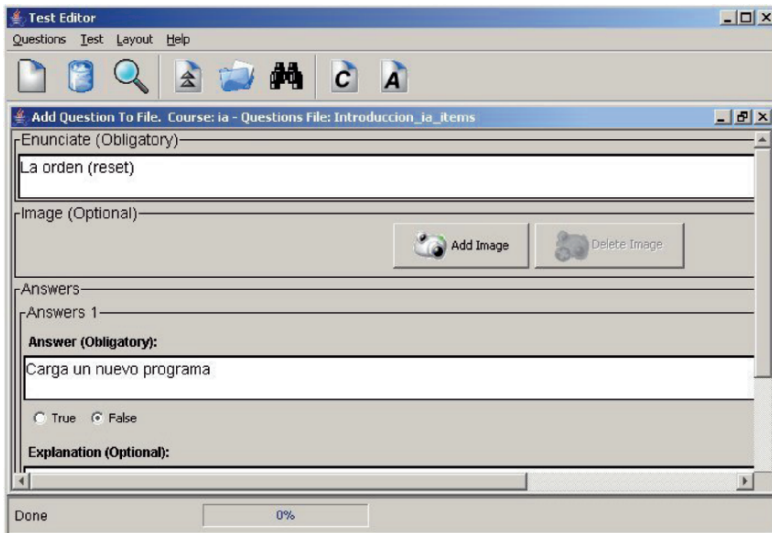 Test Editor
Questions Test Layout Help
C A
Add Question To File. Course: ia - Questions File: Introduccion_ia_items
Enunciate (Obligatory)
La orden (reset)
Image (Optional)
Add Image Delete Image
Answers
Answers 1
Answer (Obligatory):
Carga un nuevo programa
True False
Explanation (Optional):
Done 0%